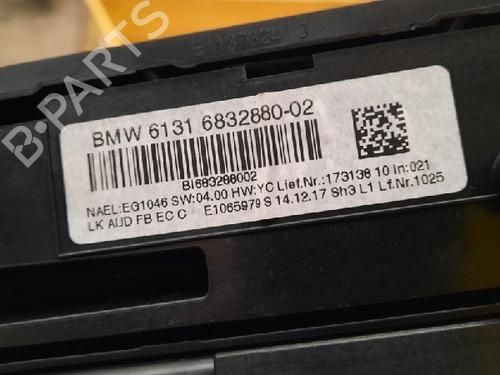 BMW 6131 6832880-02
BI683288002
NAEL:EG1046 SW:04.00 HW:YC Lief.Nr.:173138 10 In:021
LK AUD FB EC C E1065979 S 14.12.17 Sh3 L1 Lf.Nr.1025
B-PARTS